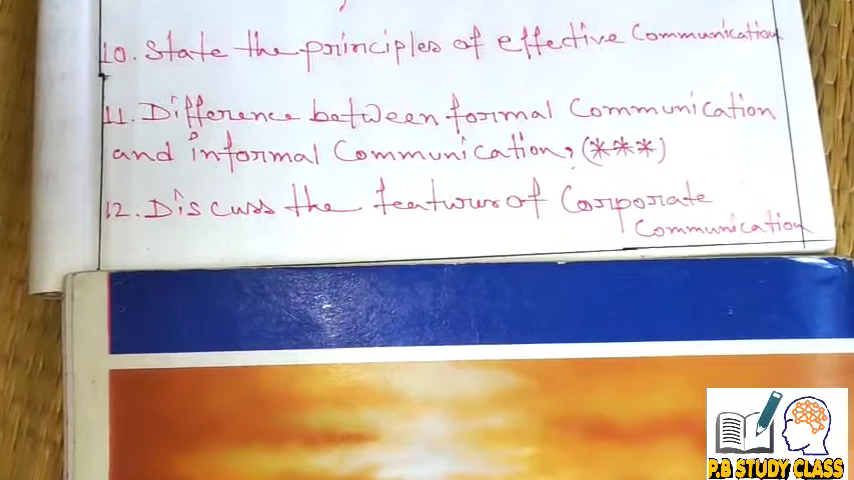 10. State the principles of effective Communication
11. Difference between formal Communication
and informal Communication, (***)
12. Discuss the features of Corporate
Communication
P.B STUDY CLASS